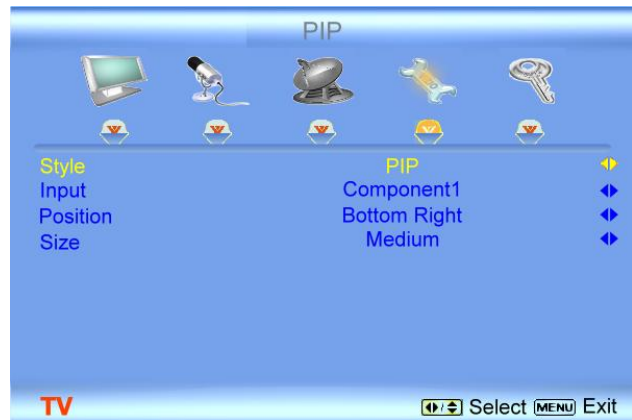 PIP
Style PIP
Input Component1
Position Bottom Right
Size Medium
TV Select MENU Exit